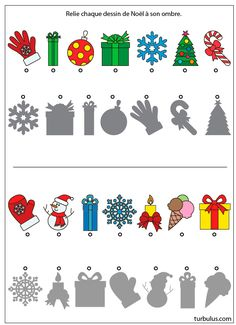 Relie chaque dessin de Noël à son ombre.
turbulus.com